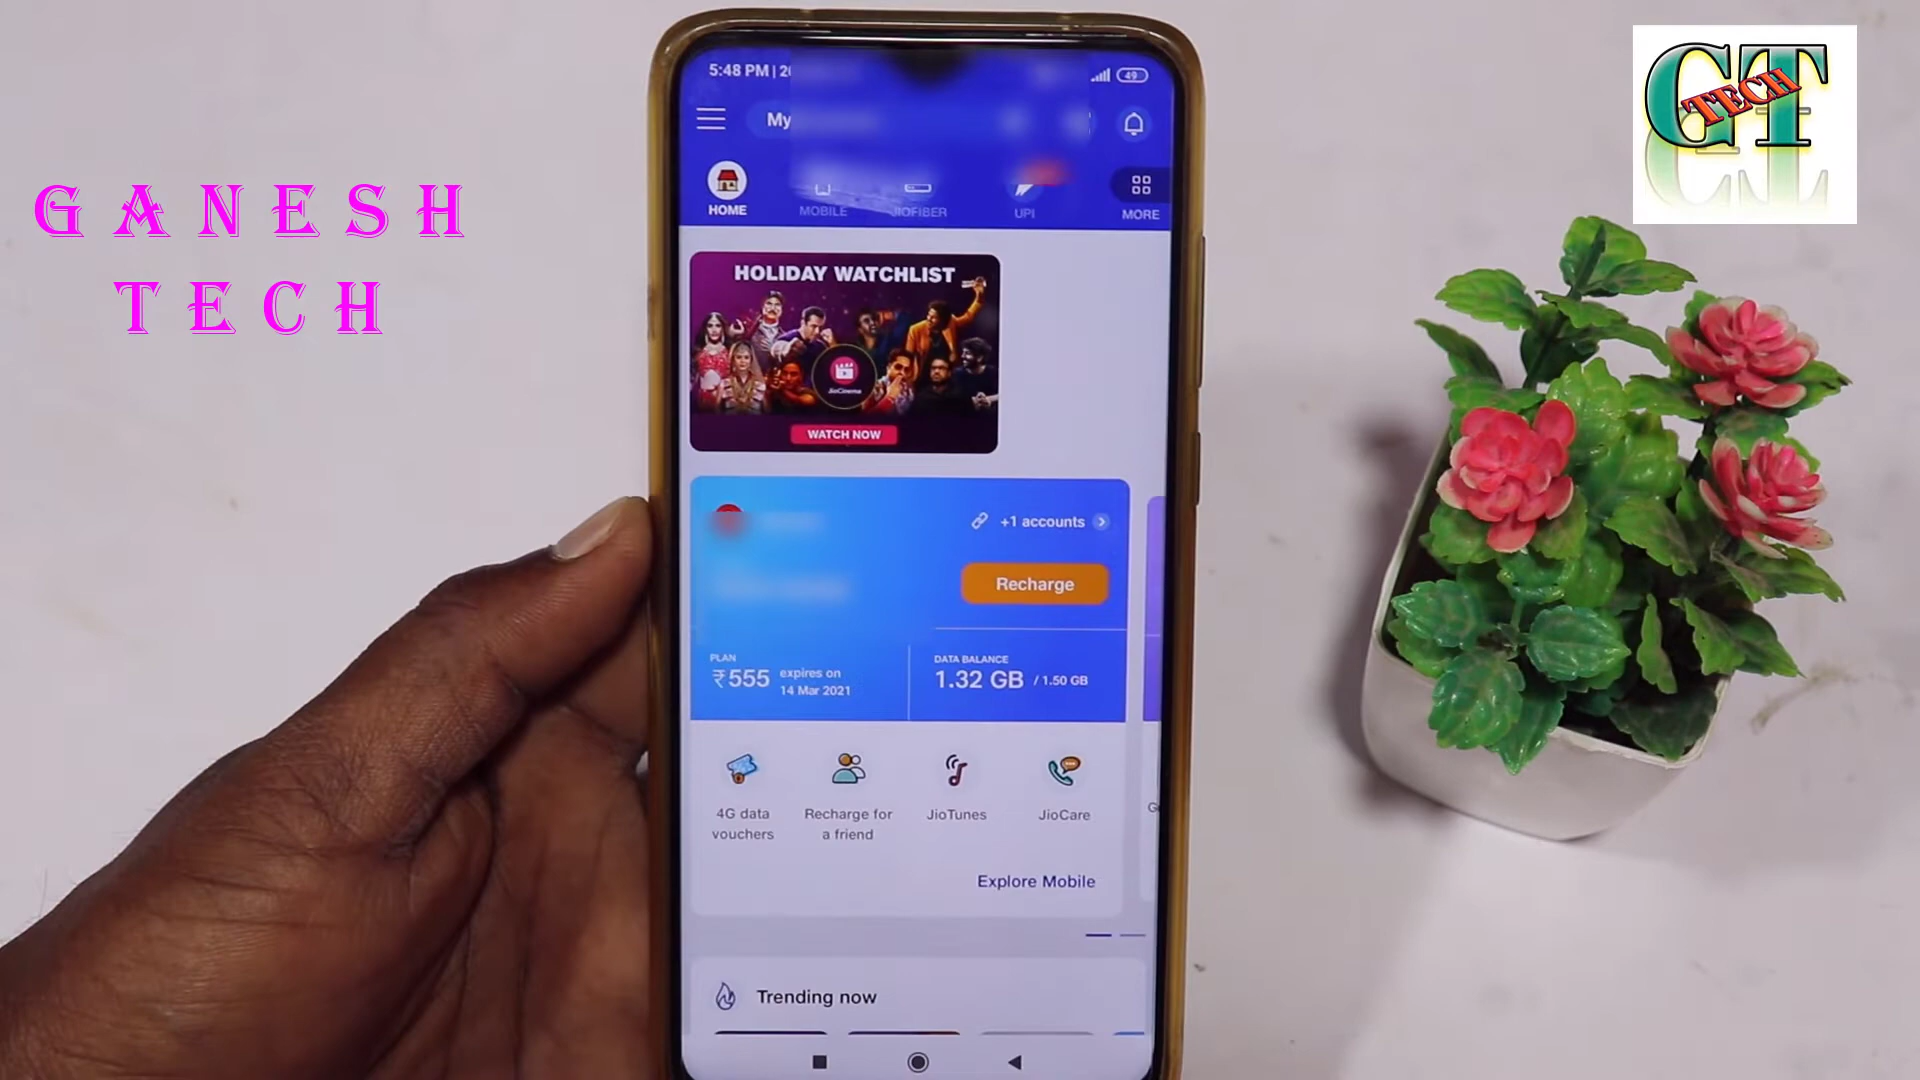 GANESH
TECH
GT
TECH
5:48 PM | 20
49
My
HOME
MOBILE
JIOFIBER
UPI
MORE
HOLIDAY WATCHLIST
JioCinema
WATCH NOW
+1 accounts
Recharge
PLAN
₹555 expires on
14 Mar 2021
DATA BALANCE
1.32 GB / 1.50 GB
4G data
vouchers
Recharge for
a friend
JioTunes
JioCare
Explore Mobile
Trending now